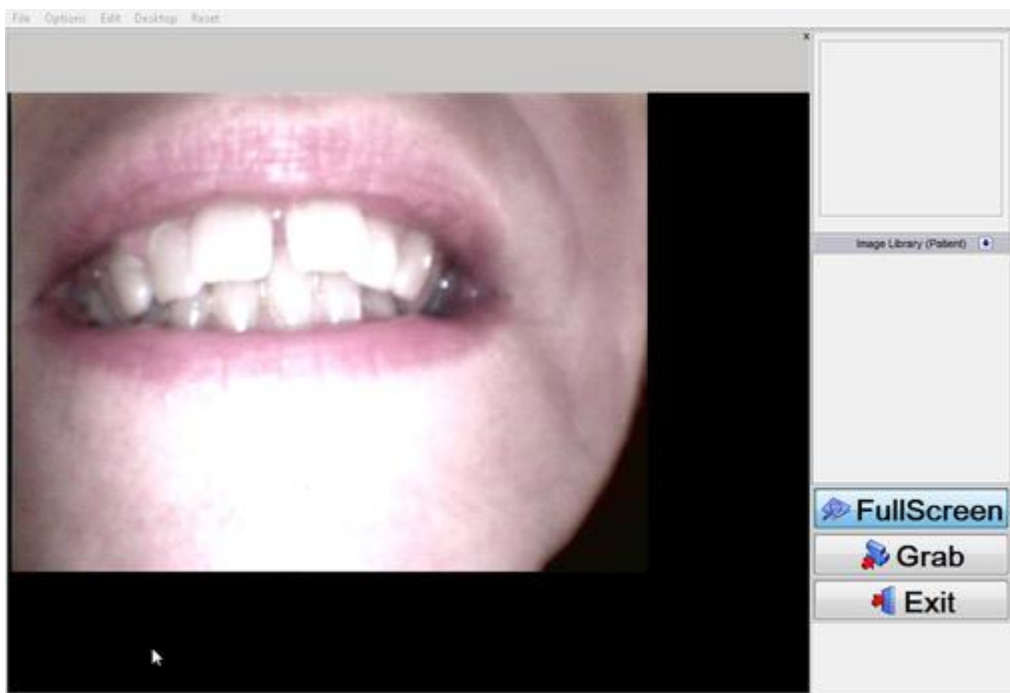 File Options Edit Desktop Reset
x
Image Library (Patient)
FullScreen
Grab
Exit